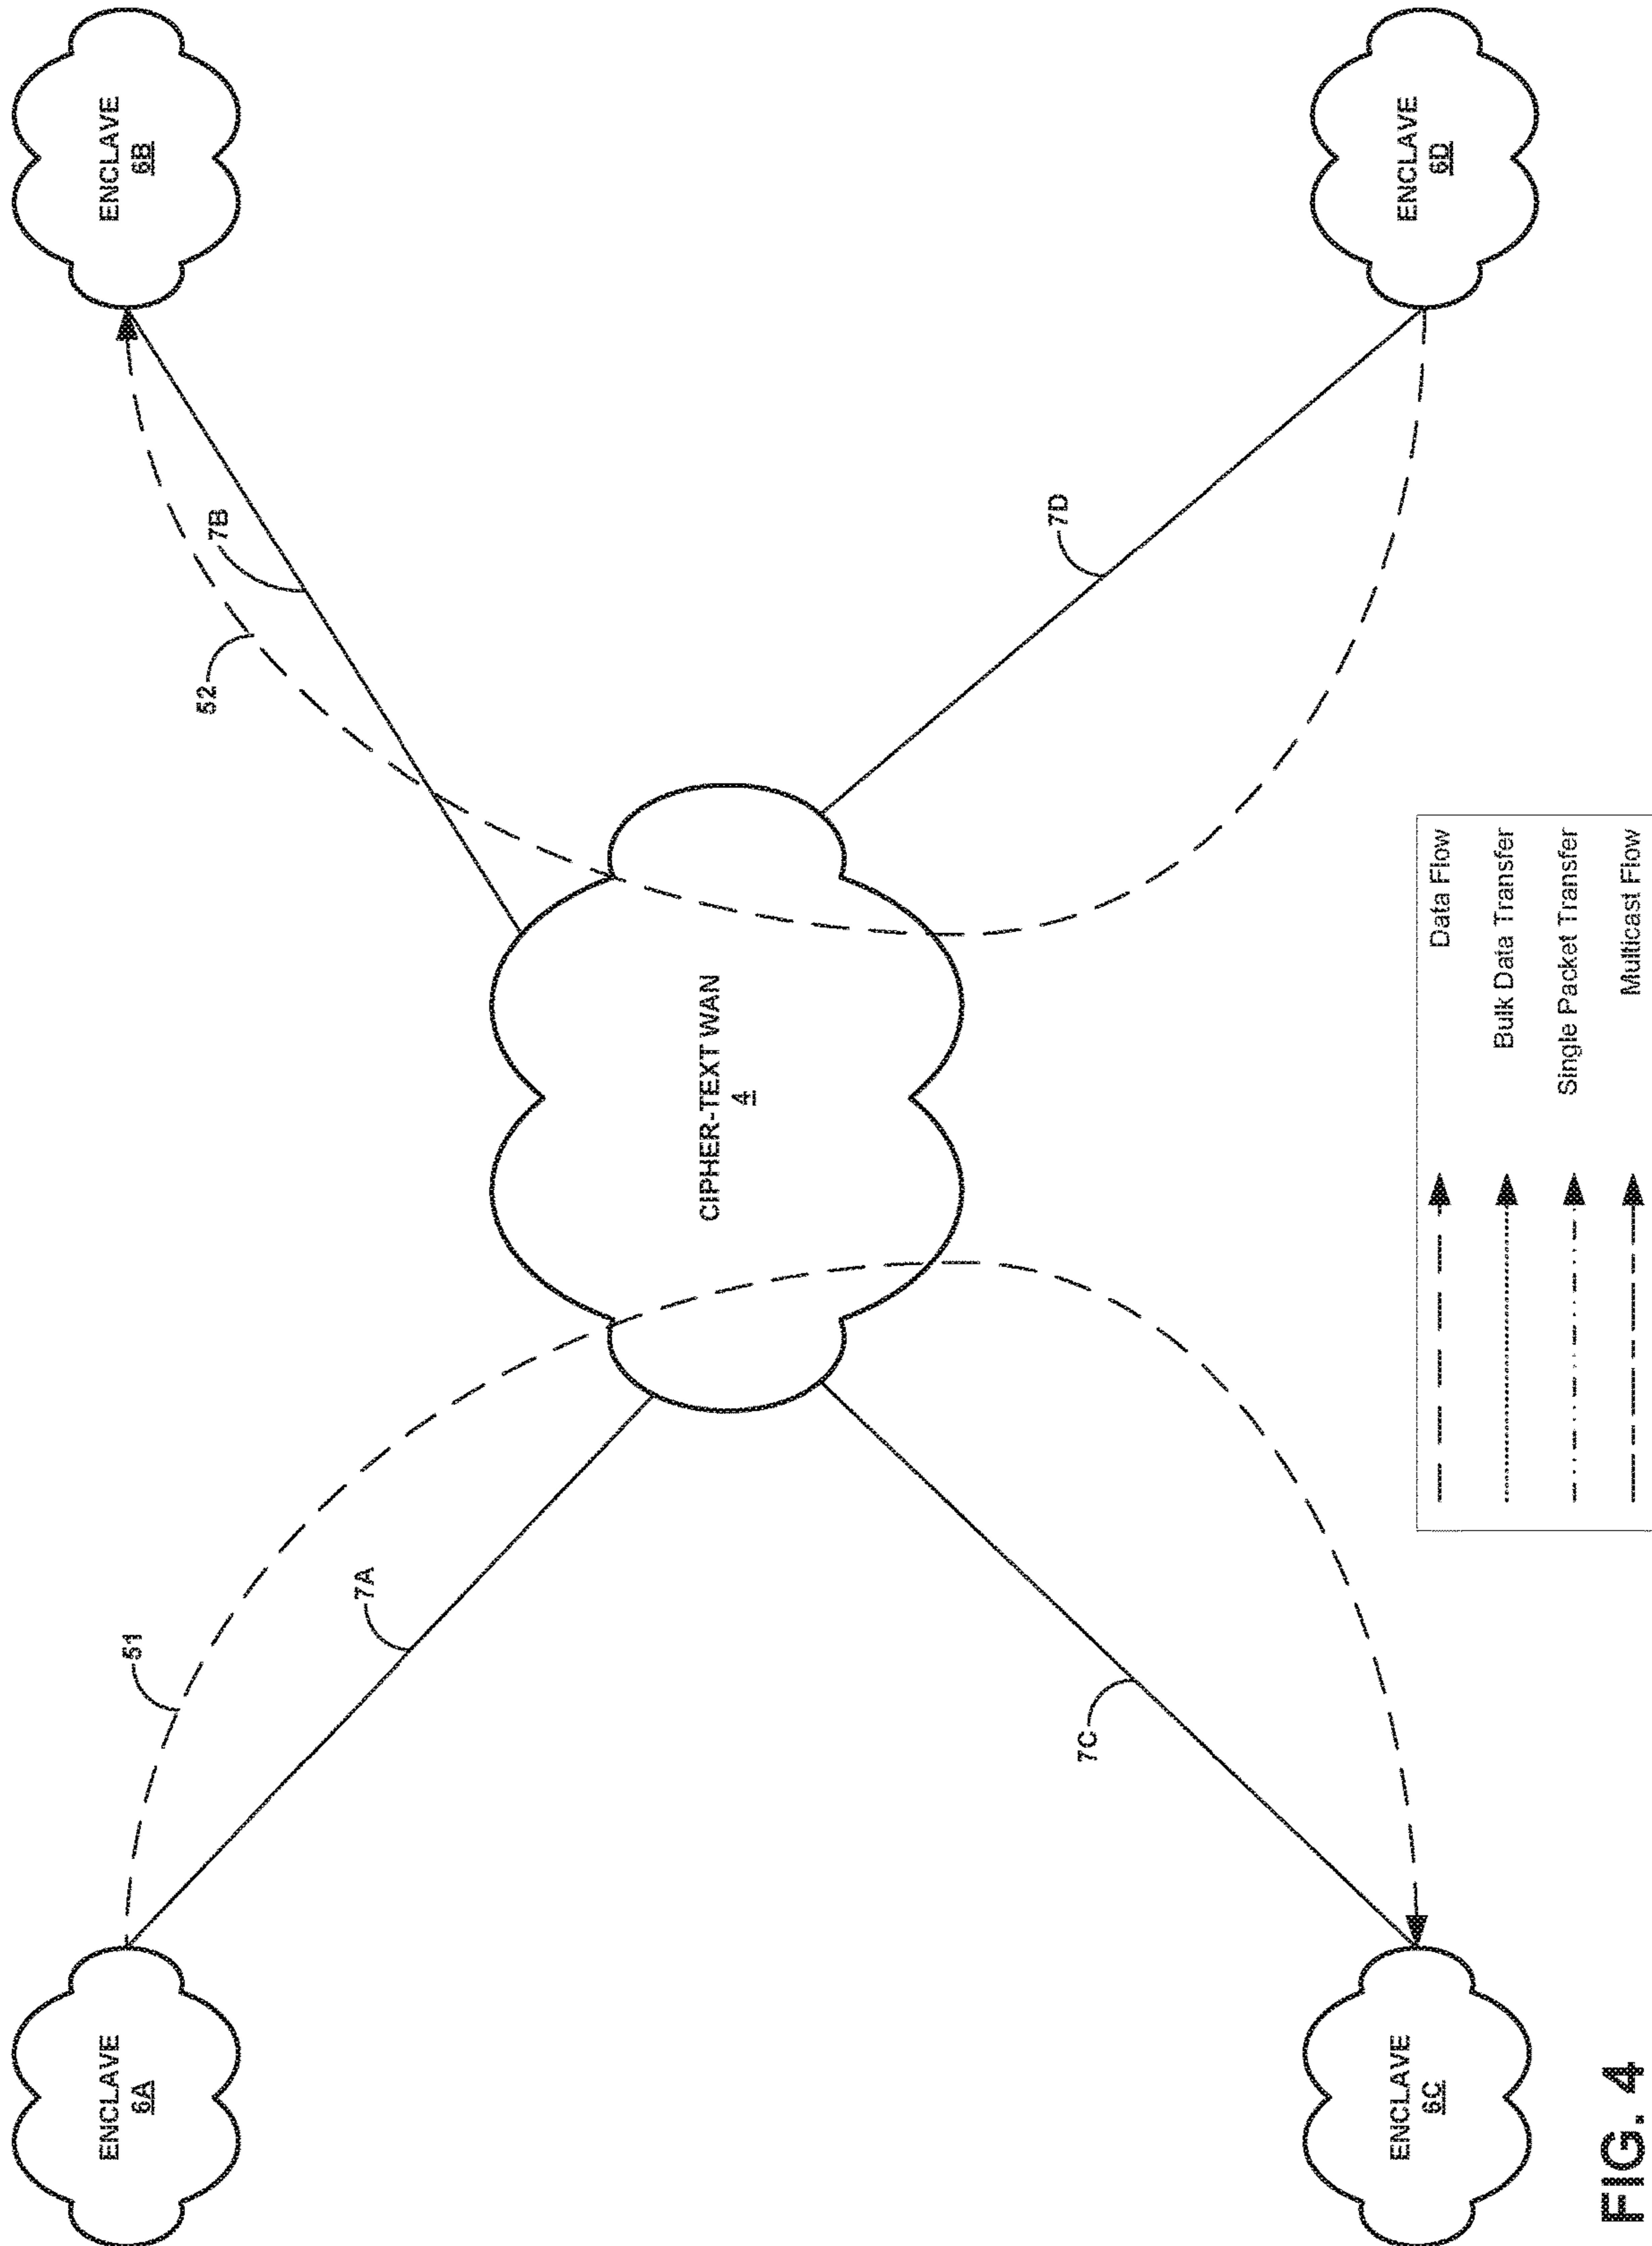 ENCLAVE
6A
ENCLAVE
6B
51
52
7A
7B
CIPHER-TEXT WAN
4
7C
7D
ENCLAVE
6C
ENCLAVE
6D
Data Flow
Bulk Data Transfer
Single Packet Transfer
Multicast Flow
FIG. 4